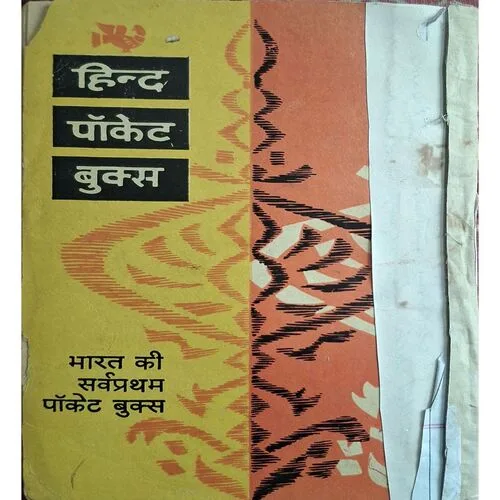 हिन्द
पॉकेट
बुक्स
भारत की
सर्वप्रथम
पॉकेट बुक्स